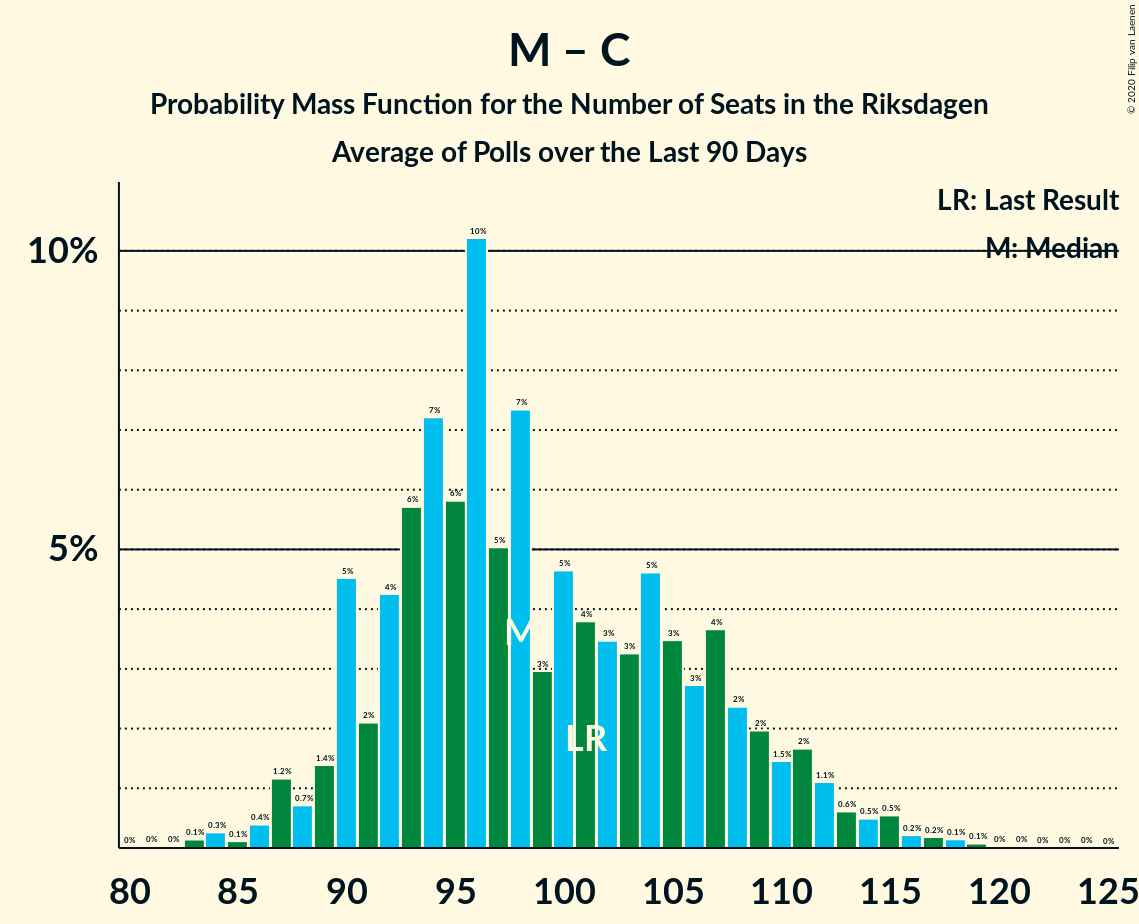 M – C
Probability Mass Function for the Number of Seats in the Riksdagen
Average of Polls over the Last 90 Days
© 2020 Filip van Laenen
LR: Last Result
M: Median
10%
5%
0% 0% 0% 0.1% 0.3% 0.1% 0.4% 1.2% 0.7% 1.4% 5% 2% 4% 6% 7% 6% 10% 5% 7% 3% 5% 4% 3% 3% 5% 3% 3% 4% 2% 2% 1.5% 2% 1.1% 0.6% 0.5% 0.5% 0.2% 0.2% 0.1% 0.1% 0% 0% 0% 0% 0% 0%
M
LR
80 85 90 95 100 105 110 115 120 125